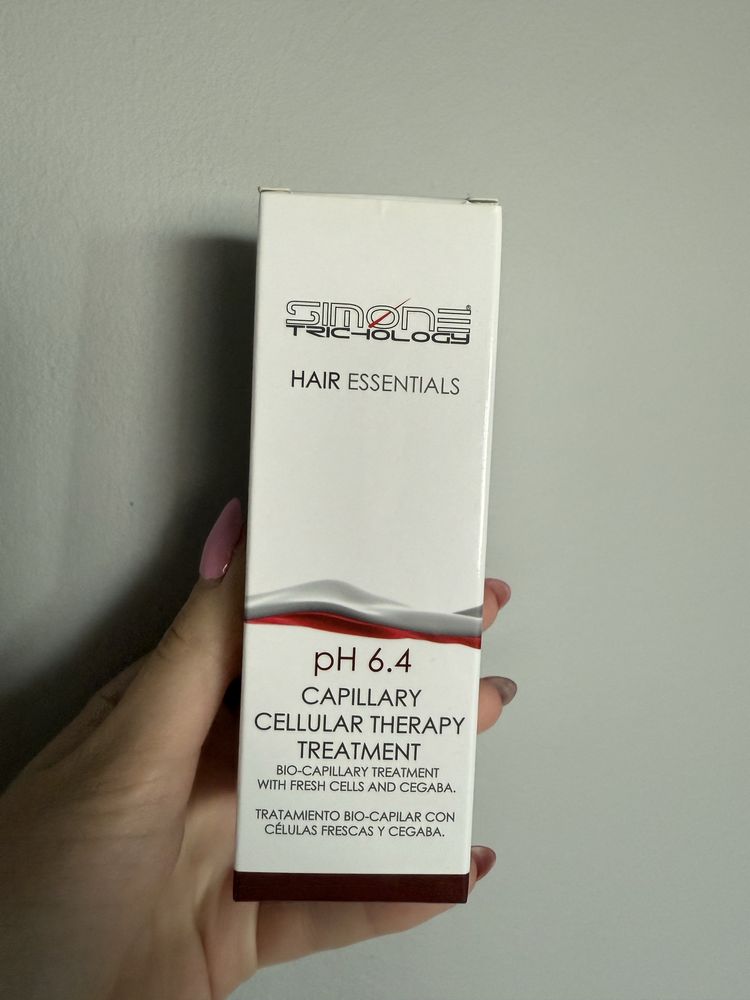 SIMONE®
TRICHOLOGY
HAIR ESSENTIALS
pH 6.4
CAPILLARY
CELLULAR THERAPY
TREATMENT
BIO-CAPILLARY TREATMENT
WITH FRESH CELLS AND CEGABA.
TRATAMIENTO BIO-CAPILAR CON
CÉLULAS FRESCAS Y CEGABA.